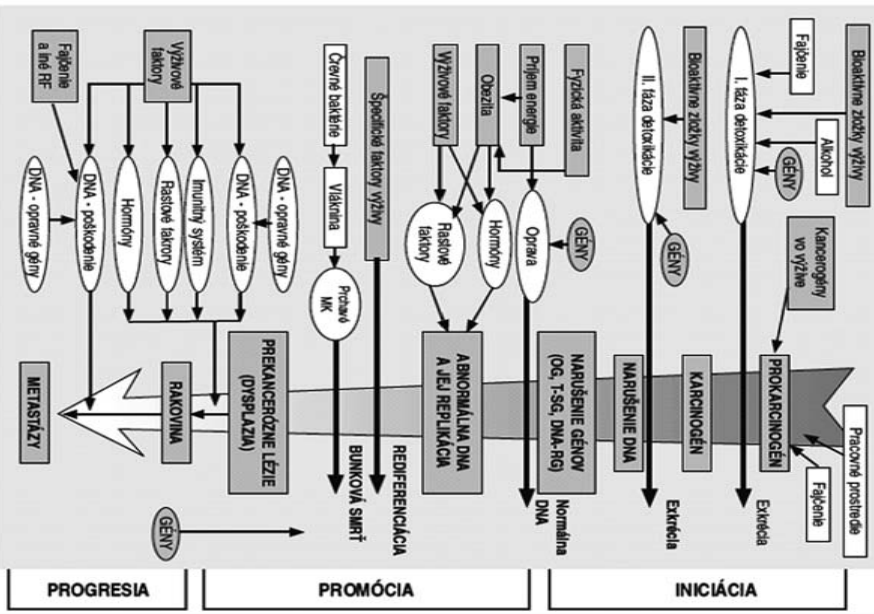 Bioaktívne zložky výživy
Fajčenie
Alkohol
GÉNY
I. fáza detoxikácie
Kancerogény
vo výžive
PROKARCINOGÉN
Pracovné prostredie
Fajčenie
Exkrécia
KARCINOGÉN
Bioaktívne zložky výživy
II. fáza detoxikácie
GÉNY
NARUŠENIE DNA
Exkrécia
NARUŠENIE GÉNOV
(OG, T-SG, DNA-RG)
Normálna
DNA
Fyzická aktivita
Príjem energie
Obezita
Výživové faktory
GÉNY
Oprava
Hormóny
Rastové
faktory
ABNORMÁLNA DNA
A JEJ REPLIKÁCIA
Špecifické faktory výživy
REDIFERENCIÁCIA
Črevné baktérie
Vláknina
Prchavé
MK
BUNKOVÁ SMRŤ
PREKANCERÓZNE LÉZIE
(DYSPLAZIA)
DNA - opravné gény
DNA - poškodenie
Imunitný systém
Rastové fakrory
Hormóny
DNA - poškodenie
DNA - opravné gény
Výživové
faktory
Fajčenie
a iné RF
RAKOVINA
METASTÁZY
GÉNY
PROGRESIA
PROMÓCIA
INICIÁCIA